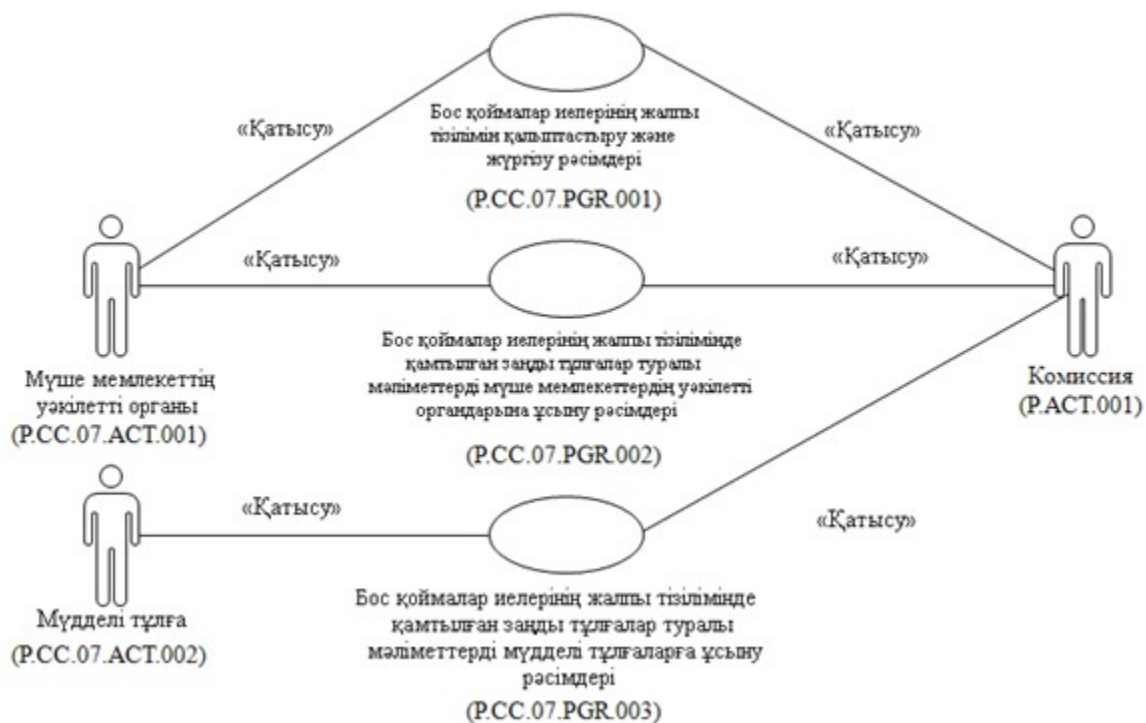 Бос қоймалар иелерінің жалпы
тізілімін қалыптастыру және
жүргізу рәсімдері
(P.CC.07.PGR.001)
«Қатысу»
«Қатысу»
«Қатысу»
«Қатысу»
Бос қоймалар иелерінің жалпы тізілімінде
қамтылған заңды тұлғалар туралы
мәліметтерді мүше мемлекеттердің уәкілетті
органдарына ұсыну рәсімдері
(P.CC.07.PGR.002)
Мүше мемлекеттің
уәкілетті органы
(P.CC.07.ACT.001)
Комиссия
(P.ACT.001)
«Қатысу»
«Қатысу»
Мүдделі тұлға
(P.CC.07.ACT.002)
Бос қоймалар иелерінің жалпы тізілімінде
қамтылған заңды тұлғалар туралы
мәліметтерді мүдделі тұлғаларға ұсыну
рәсімдері
(P.CC.07.PGR.003)